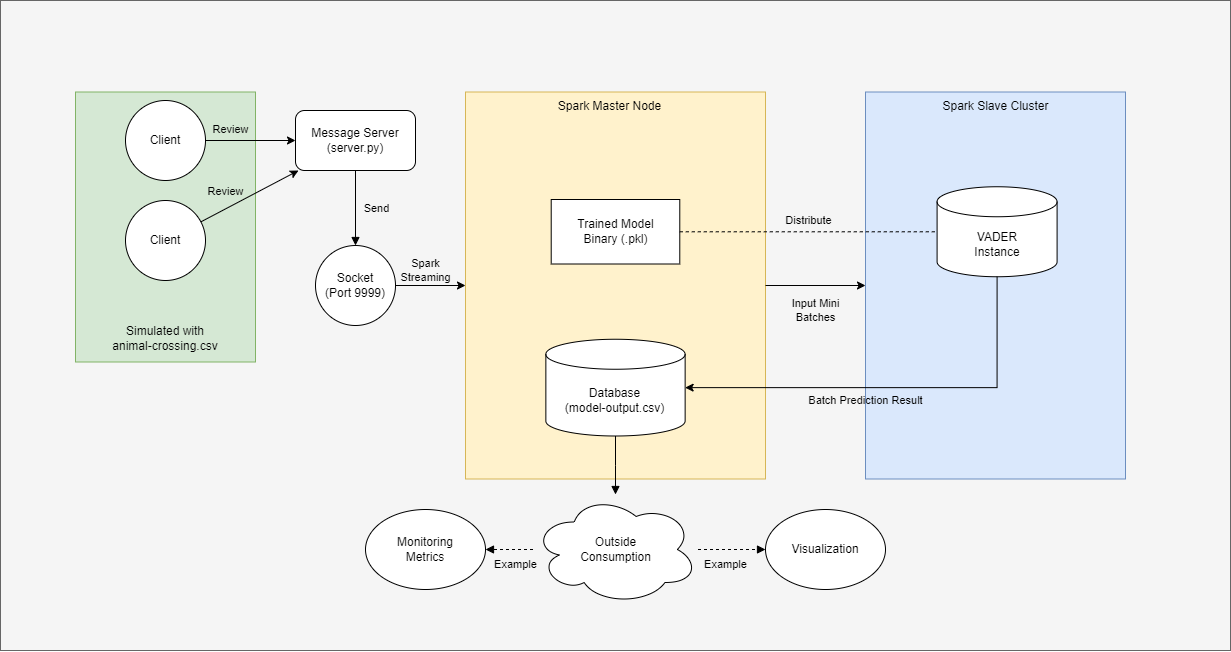 Spark Master Node
Spark Slave Cluster
Client
Review
Message Server
(server.py)
Review
Client
Send
Simulated with
animal-crossing.csv
Socket
(Port 9999)
Spark
Streaming
Trained Model
Binary (.pkl)
Distribute
VADER
Instance
Input Mini
Batches
Database
(model-output.csv)
Batch Prediction Result
Monitoring
Metrics
Example
Outside
Consumption
Example
Visualization